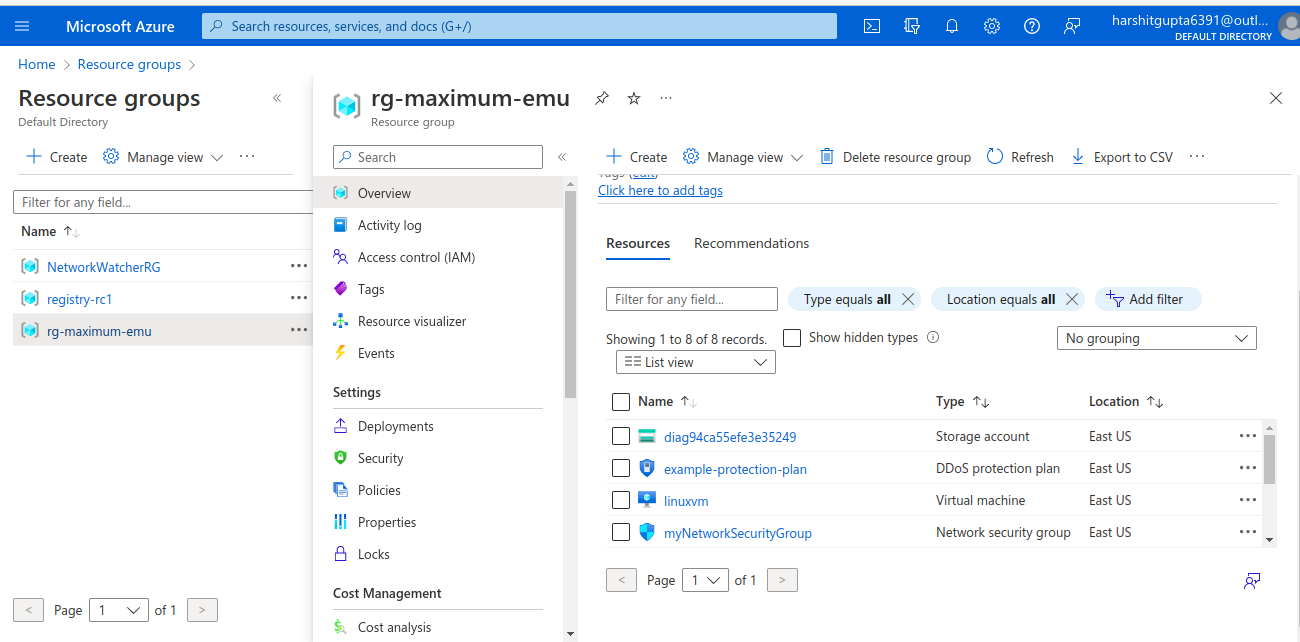 Microsoft Azure
Search resources, services, and docs (G+/)
harshitgupta6391@outl...
DEFAULT DIRECTORY
Home > Resource groups >
Resource groups
Default Directory
Create
Manage view
Filter for any field...
Name
NetworkWatcherRG
registry-rc1
rg-maximum-emu
< Page 1 of 1 >
rg-maximum-emu
Resource group
Search
Overview
Activity log
Access control (IAM)
Tags
Resource visualizer
Events
Settings
Deployments
Security
Policies
Properties
Locks
Cost Management
Cost analysis
Create
Manage view
Delete resource group
Refresh
Export to CSV
Tags (edit)
Click here to add tags
Resources
Recommendations
Filter for any field...
Type equals all
Location equals all
Add filter
Showing 1 to 8 of 8 records.
Show hidden types
No grouping
List view
Name Type Location
diag94ca55efe3e35249 Storage account East US
example-protection-plan DDoS protection plan East US
linuxvm Virtual machine East US
myNetworkSecurityGroup Network security group East US
< Page 1 of 1 >